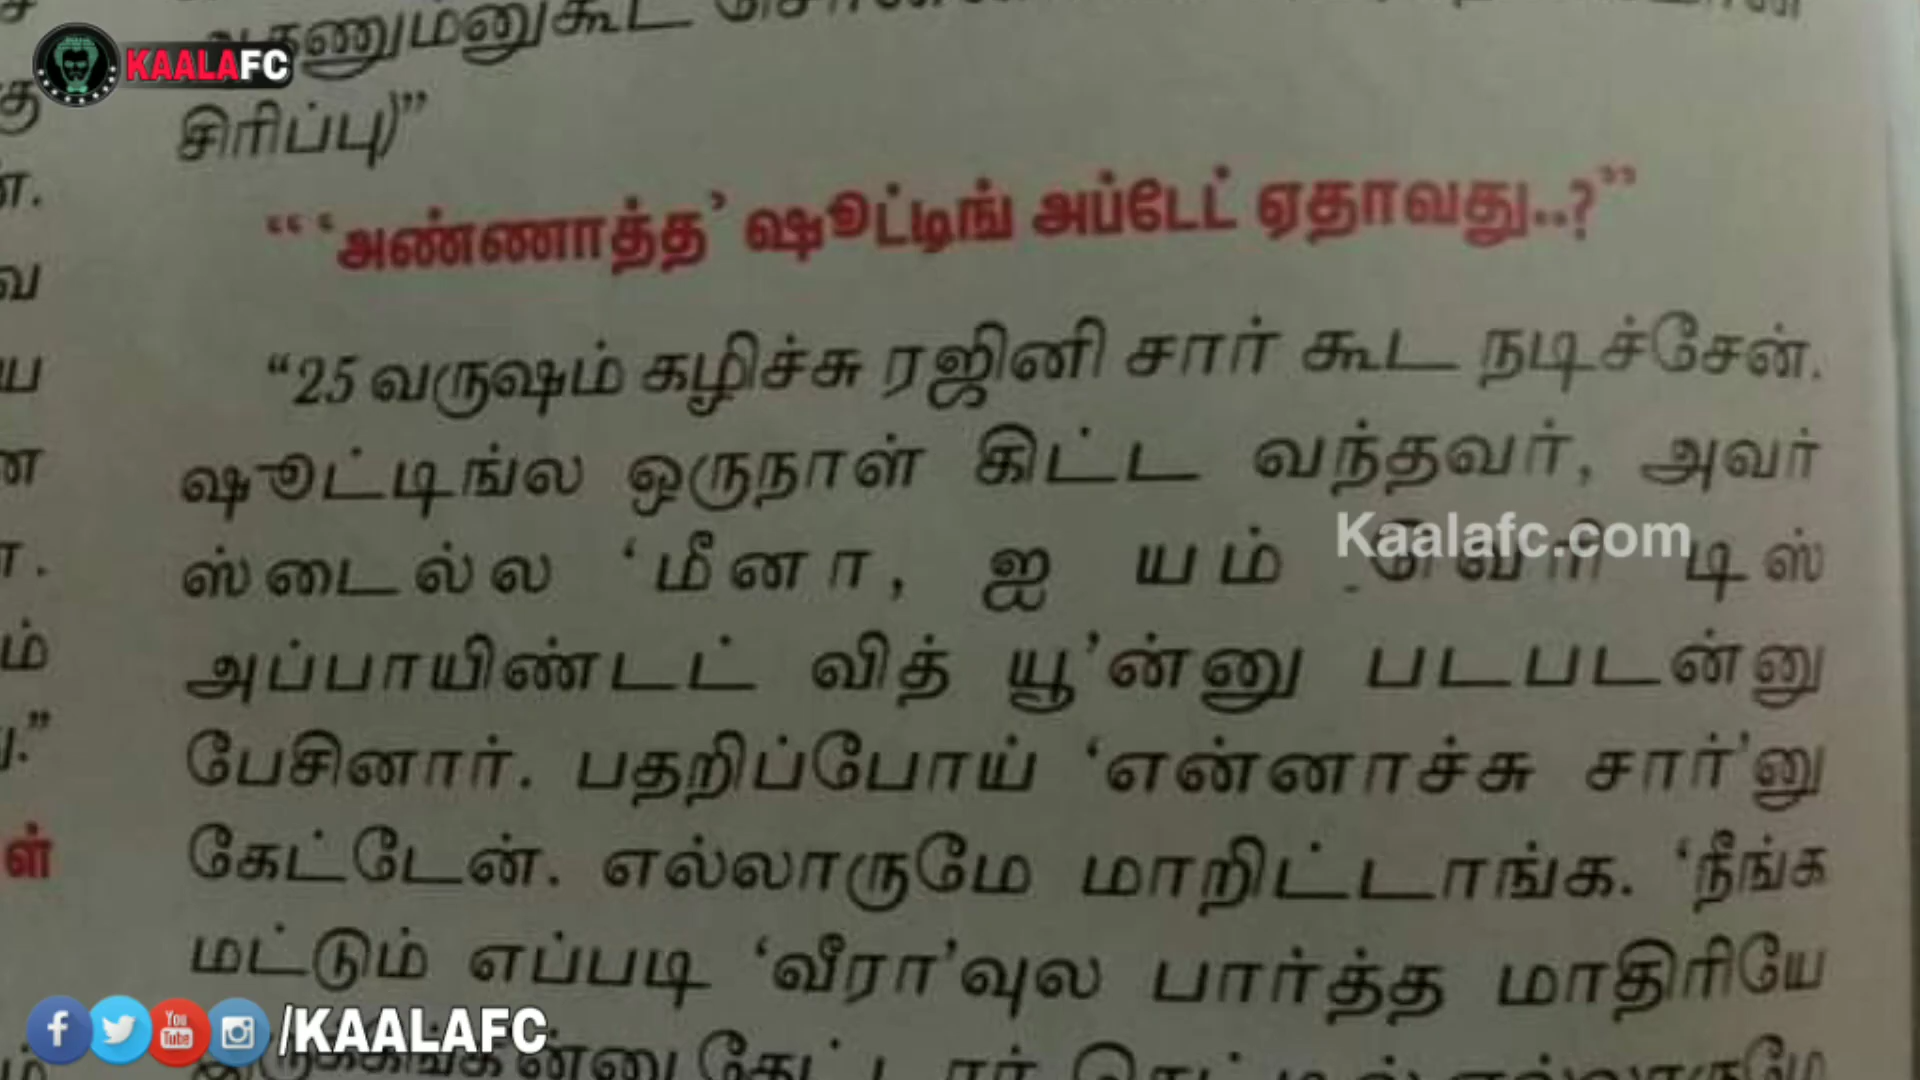 KAALAFC
சிரிப்பு)”
“ ‘அண்ணாத்த’ ஷூட்டிங் அப்டேட் ஏதாவது..?”
“25 வருஷம் கழிச்சு ரஜினி சார் கூட நடிச்சேன்.
ஷூட்டிங்ல ஒருநாள் கிட்ட வந்தவர், அவர்
Kaalafc.com
ஸ்டைல்ல ‘மீனா, ஐ யம் வெரி டிஸ்
அப்பாயிண்டட் வித் யூ’ன்னு படபடன்னு
பேசினார். பதறிப்போய் ‘என்னாச்சு சார்’னு
கேட்டேன். எல்லாருமே மாறிட்டாங்க. ‘நீங்க
ள்
மட்டும் எப்படி ‘வீரா’வுல பார்த்த மாதிரியே
/KAALAFC